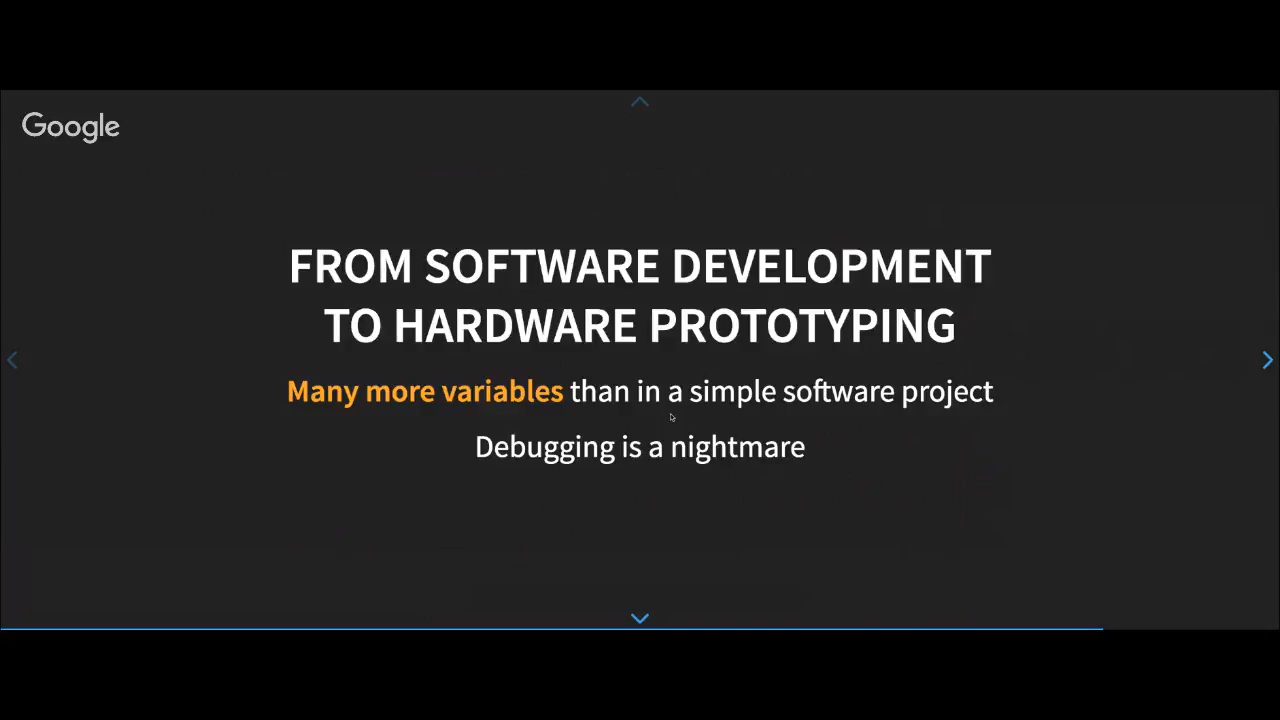 Google
FROM SOFTWARE DEVELOPMENT
TO HARDWARE PROTOTYPING
Many more variables than in a simple software project
Debugging is a nightmare